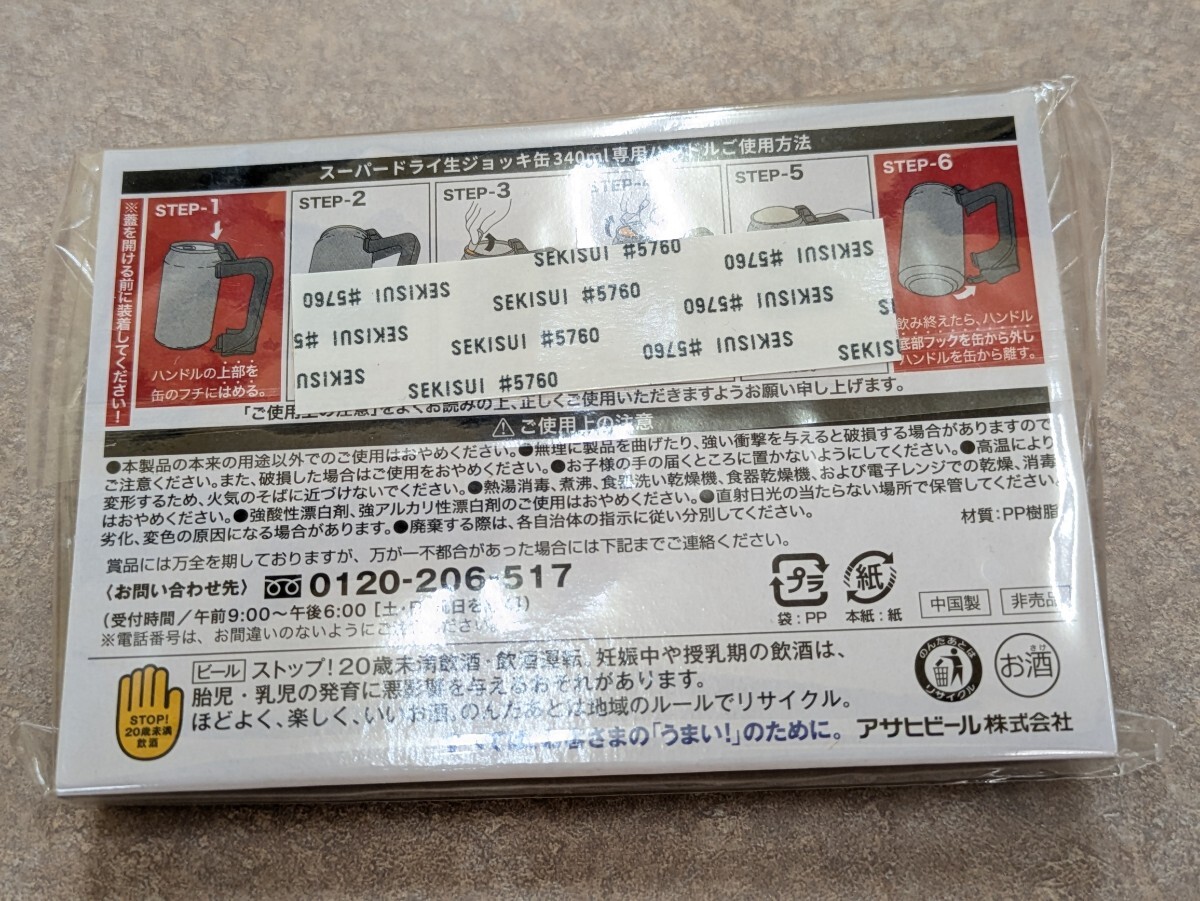 スーパードライ生ジョッキ缶340ml専用ハンドルご使用方法
※蓋を開ける前に装着してください！
STEP-1
ハンドルの上部を
缶のフチにはめる。
STEP-2
STEP-3
STEP-5
STEP-6
飲み終えたら、ハンドル
底部フックを缶から外し
ハンドルを缶から離す。
SEKISUI #5760
SEKISUI #5760
SEKISUI #5760
SEKISUI #5760
SEKISUI #5760
SEKISUI #5760
SEKISUI #5760
SEKISUI #5760
SEKISUI
SEKISUI
SEKISUI
「ご使用上の注意」をよくお読みの上、正しくご使用いただきますようお願い申し上げます。
⚠ご使用上の注意
●本製品の本来の用途以外でのご使用はおやめください。●無理に製品を曲げたり、強い衝撃を与えると破損する場合がありますので
ご注意ください。また、破損した場合はご使用をおやめください。●お子様の手の届くところに置かないようにしてください。●高温により
変形するため、火気のそばに近づけないでください。●熱湯消毒、煮沸、食器洗い乾燥機、食器乾燥機、および電子レンジでの乾燥、消毒
はおやめください。●強酸性漂白剤、強アルカリ性漂白剤のご使用はおやめください。●直射日光の当たらない場所で保管してください。
劣化、変色の原因になる場合があります。●廃棄する際は、各自治体の指示に従い分別してください。
材質：PP樹脂
賞品には万全を期しておりますが、万が一不都合があった場合には下記までご連絡ください。
〈お問い合わせ先〉 0120-206-517
(受付時間／午前9:00〜午後6:00［土・日・祝日を除く］)
※電話番号は、お間違いのないようにご注意ください。
プラ
袋：PP
紙
本紙：紙
中国製
非売品
STOP!
20歳未満
飲酒
ビール ストップ！20歳未満飲酒・飲酒運転。妊娠中や授乳期の飲酒は、
胎児・乳児の発育に悪影響を与えるおそれがあります。
ほどよく、楽しく、いいお酒。のんだあとは地域のルールでリサイクル。
のんだあとは
リサイクル
さけ
お酒
お客さまの「うまい！」のために。 アサヒビール株式会社